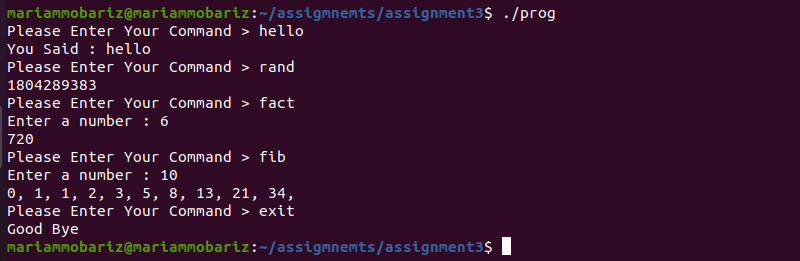 mariammobariz@mariammobariz:~/assigmnemts/assignment3$ ./prog
Please Enter Your Command > hello
You Said : hello
Please Enter Your Command > rand
1804289383
Please Enter Your Command > fact
Enter a number : 6
720
Please Enter Your Command > fib
Enter a number : 10
0, 1, 1, 2, 3, 5, 8, 13, 21, 34,
Please Enter Your Command > exit
Good Bye
mariammobariz@mariammobariz:~/assigmnemts/assignment3$